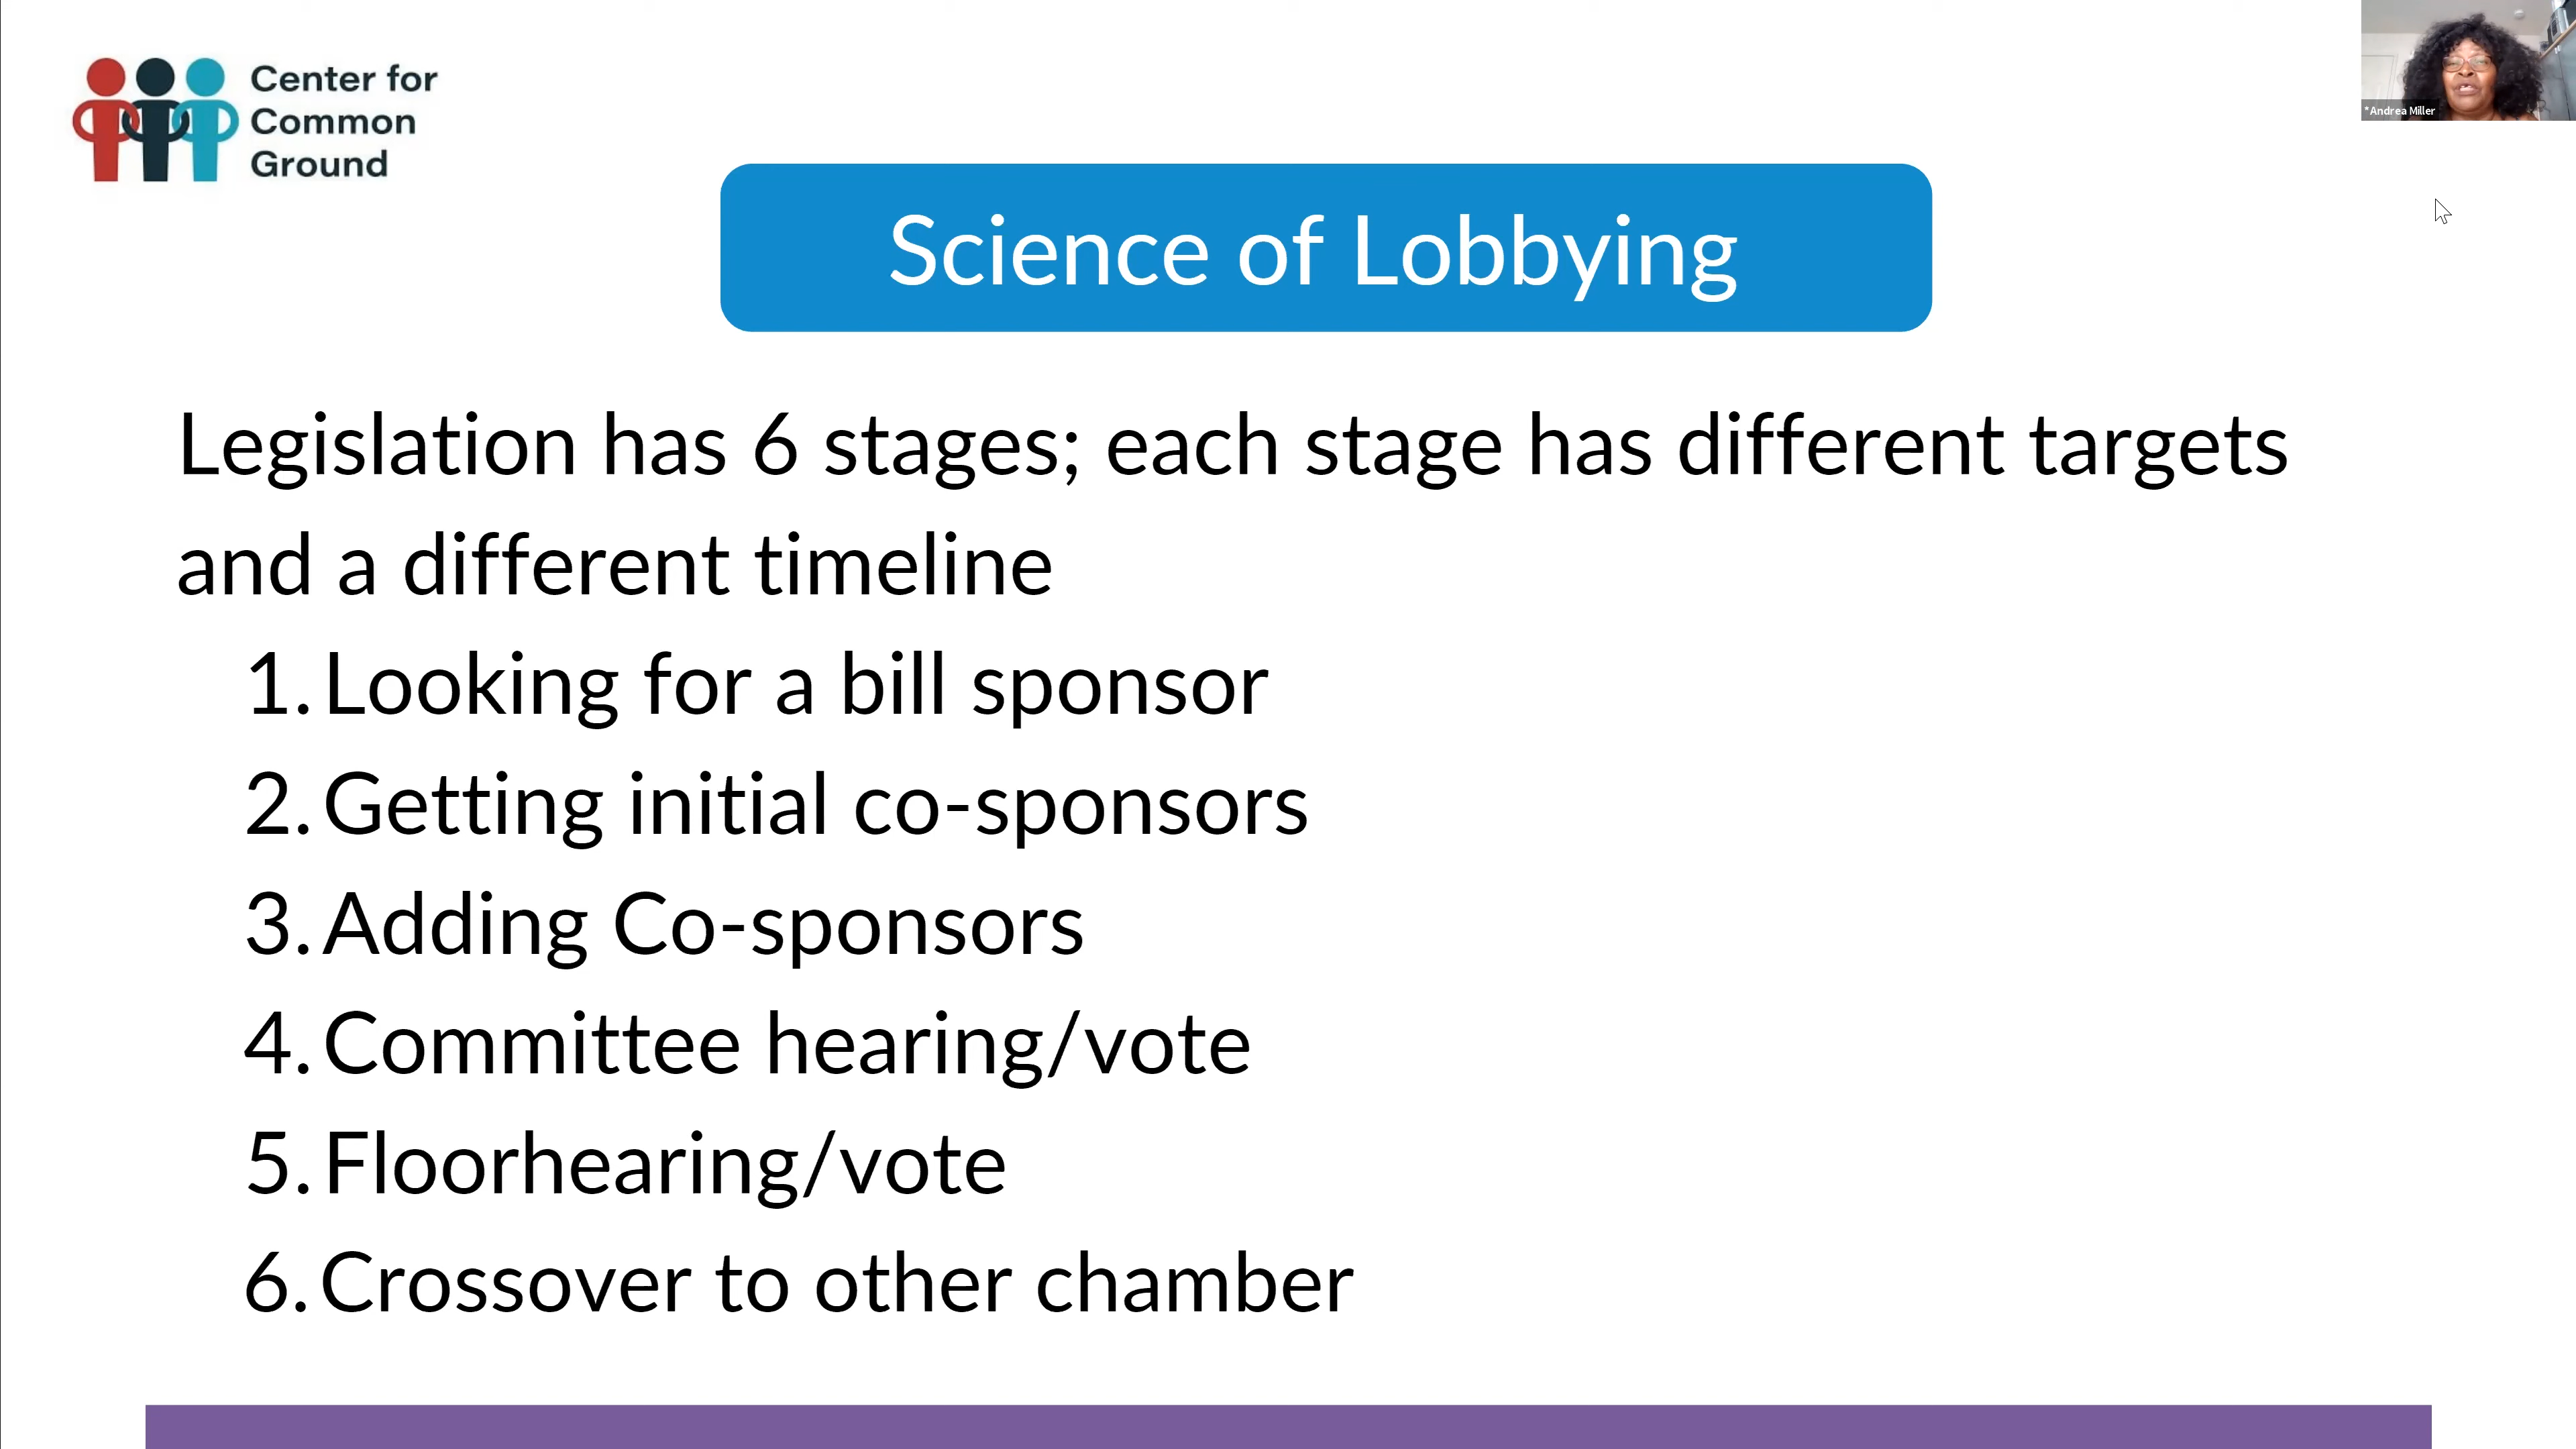 Center for
Common
Ground
*Andrea Miller
Science of Lobbying
Legislation has 6 stages; each stage has different targets
and a different timeline
1. Looking for a bill sponsor
2. Getting initial co-sponsors
3. Adding Co-sponsors
4. Committee hearing/vote
5. Floorhearing/vote
6. Crossover to other chamber